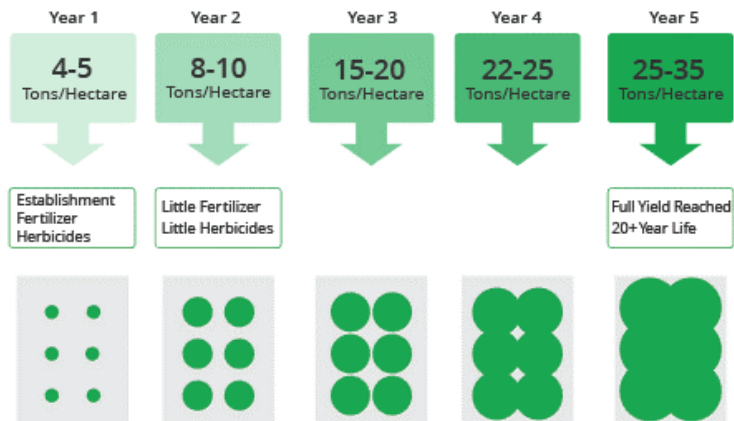 Year 1
Year 2
Year 3
Year 4
Year 5
4-5
Tons/Hectare
8-10
Tons/Hectare
15-20
Tons/Hectare
22-25
Tons/Hectare
25-35
Tons/Hectare
Establishment
Fertilizer
Herbicides
Little Fertilizer
Little Herbicides
Full Yield Reached
20+Year Life